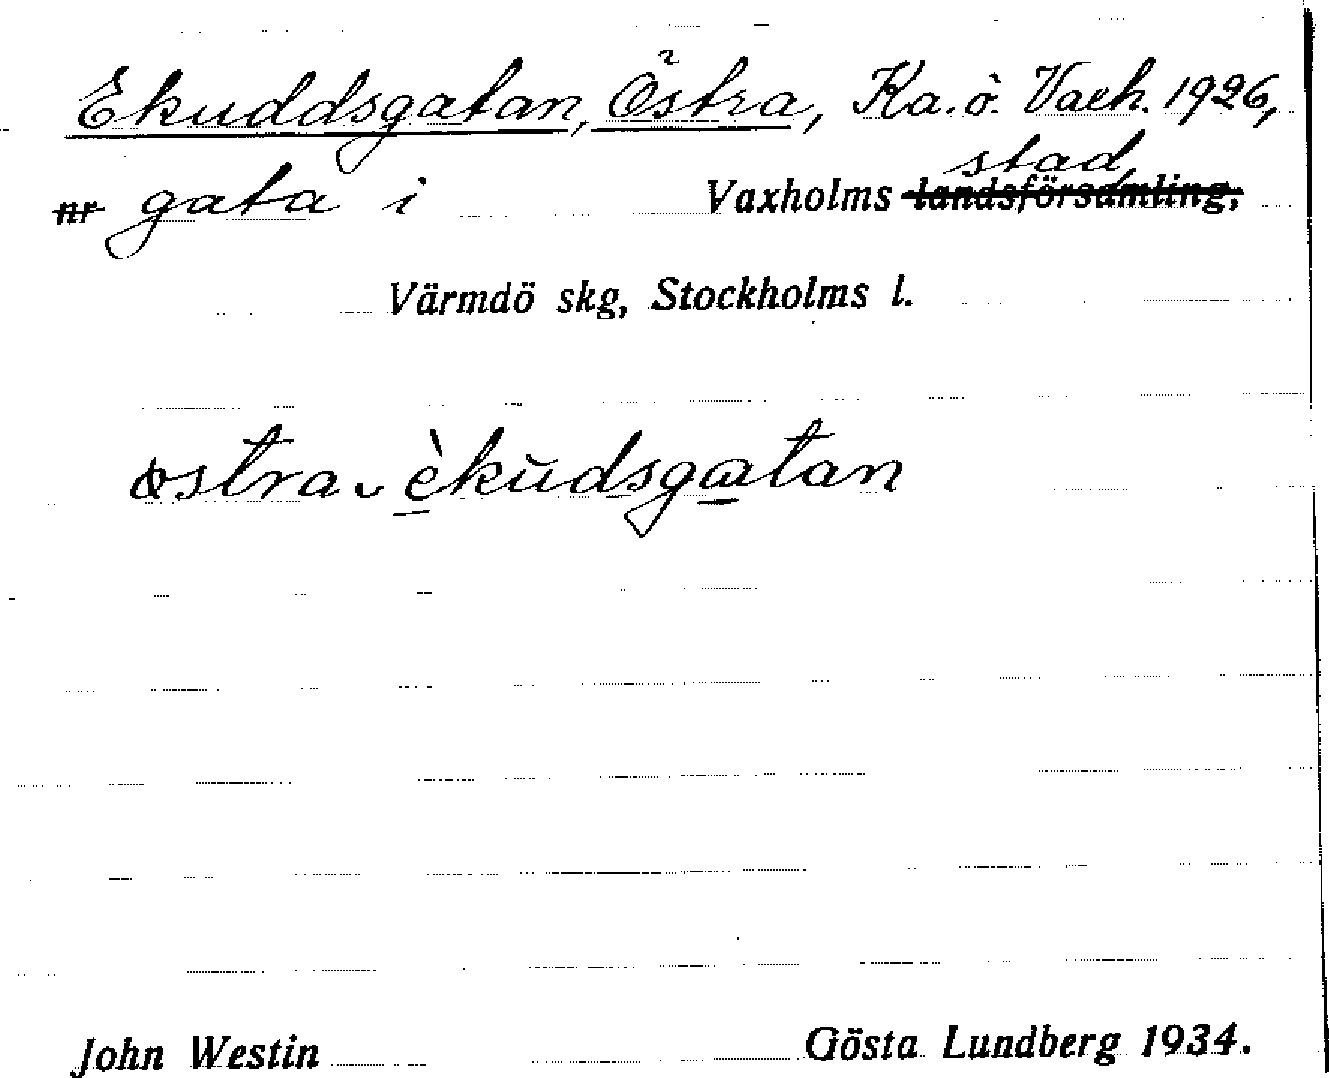 Ekuddsgatan, Östra, Ka. ö. Vaxh. 1926,
stad
nr gata i Vaxholms landsförsamling,
Värmdö skg, Stockholms l.
östra ‿ èkŭdsgatan
John Westin Gösta Lundberg 1934.